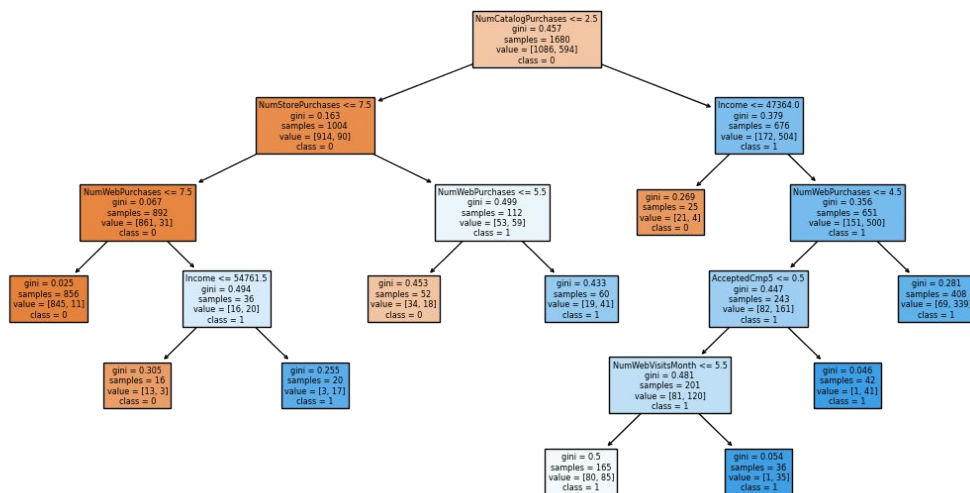 NumCatalogPurchases <= 2.5
gini = 0.457
samples = 1680
value = [1086, 594]
class = 0
NumStorePurchases <= 7.5
gini = 0.163
samples = 1004
value = [914, 90]
class = 0
Income <= 47364.0
gini = 0.379
samples = 676
value = [172, 504]
class = 1
NumWebPurchases <= 7.5
gini = 0.067
samples = 892
value = [861, 31]
class = 0
NumWebPurchases <= 5.5
gini = 0.499
samples = 112
value = [53, 59]
class = 1
gini = 0.269
samples = 25
value = [21, 4]
class = 0
NumWebPurchases <= 4.5
gini = 0.356
samples = 651
value = [151, 500]
class = 1
gini = 0.025
samples = 856
value = [845, 11]
class = 0
Income <= 54761.5
gini = 0.494
samples = 36
value = [16, 20]
class = 1
gini = 0.453
samples = 52
value = [34, 18]
class = 0
gini = 0.433
samples = 60
value = [19, 41]
class = 1
AcceptedCmp5 <= 0.5
gini = 0.447
samples = 243
value = [82, 161]
class = 1
gini = 0.281
samples = 408
value = [69, 339]
class = 1
gini = 0.305
samples = 16
value = [13, 3]
class = 0
gini = 0.255
samples = 20
value = [3, 17]
class = 1
NumWebVisitsMonth <= 5.5
gini = 0.481
samples = 201
value = [81, 120]
class = 1
gini = 0.046
samples = 42
value = [1, 41]
class = 1
gini = 0.5
samples = 165
value = [80, 85]
class = 1
gini = 0.054
samples = 36
value = [1, 35]
class = 1